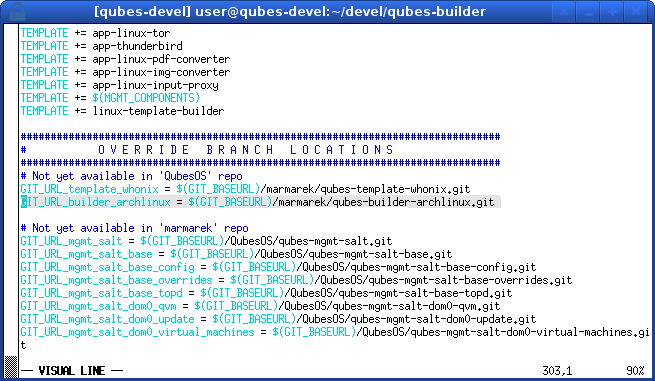 [qubes-devel] user@qubes-devel:~/devel/qubes-builder
TEMPLATE += app-linux-tor
TEMPLATE += app-thunderbird
TEMPLATE += app-linux-pdf-converter
TEMPLATE += app-linux-img-converter
TEMPLATE += app-linux-input-proxy
TEMPLATE += $(MGMT_COMPONENTS)
TEMPLATE += linux-template-builder
################################################################################
# O V E R R I D E   B R A N C H   L O C A T I O N S
################################################################################
# Not yet available in 'QubesOS' repo
GIT_URL_template_whonix = $(GIT_BASEURL)/marmarek/qubes-template-whonix.git
GIT_URL_builder_archlinux = $(GIT_BASEURL)/marmarek/qubes-builder-archlinux.git
# Not yet available in 'marmarek' repo
GIT_URL_mgmt_salt = $(GIT_BASEURL)/QubesOS/qubes-mgmt-salt.git
GIT_URL_mgmt_salt_base = $(GIT_BASEURL)/QubesOS/qubes-mgmt-salt-base.git
GIT_URL_mgmt_salt_base_config = $(GIT_BASEURL)/QubesOS/qubes-mgmt-salt-base-config.git
GIT_URL_mgmt_salt_base_overrides = $(GIT_BASEURL)/QubesOS/qubes-mgmt-salt-base-overrides.git
GIT_URL_mgmt_salt_base_topd = $(GIT_BASEURL)/QubesOS/qubes-mgmt-salt-base-topd.git
GIT_URL_mgmt_salt_dom0_qvm = $(GIT_BASEURL)/QubesOS/qubes-mgmt-salt-dom0-qvm.git
GIT_URL_mgmt_salt_dom0_update = $(GIT_BASEURL)/QubesOS/qubes-mgmt-salt-dom0-update.git
GIT_URL_mgmt_salt_dom0_virtual_machines = $(GIT_BASEURL)/QubesOS/qubes-mgmt-salt-dom0-virtual-machines.gi
t
-- VISUAL LINE -- 303,1 90%